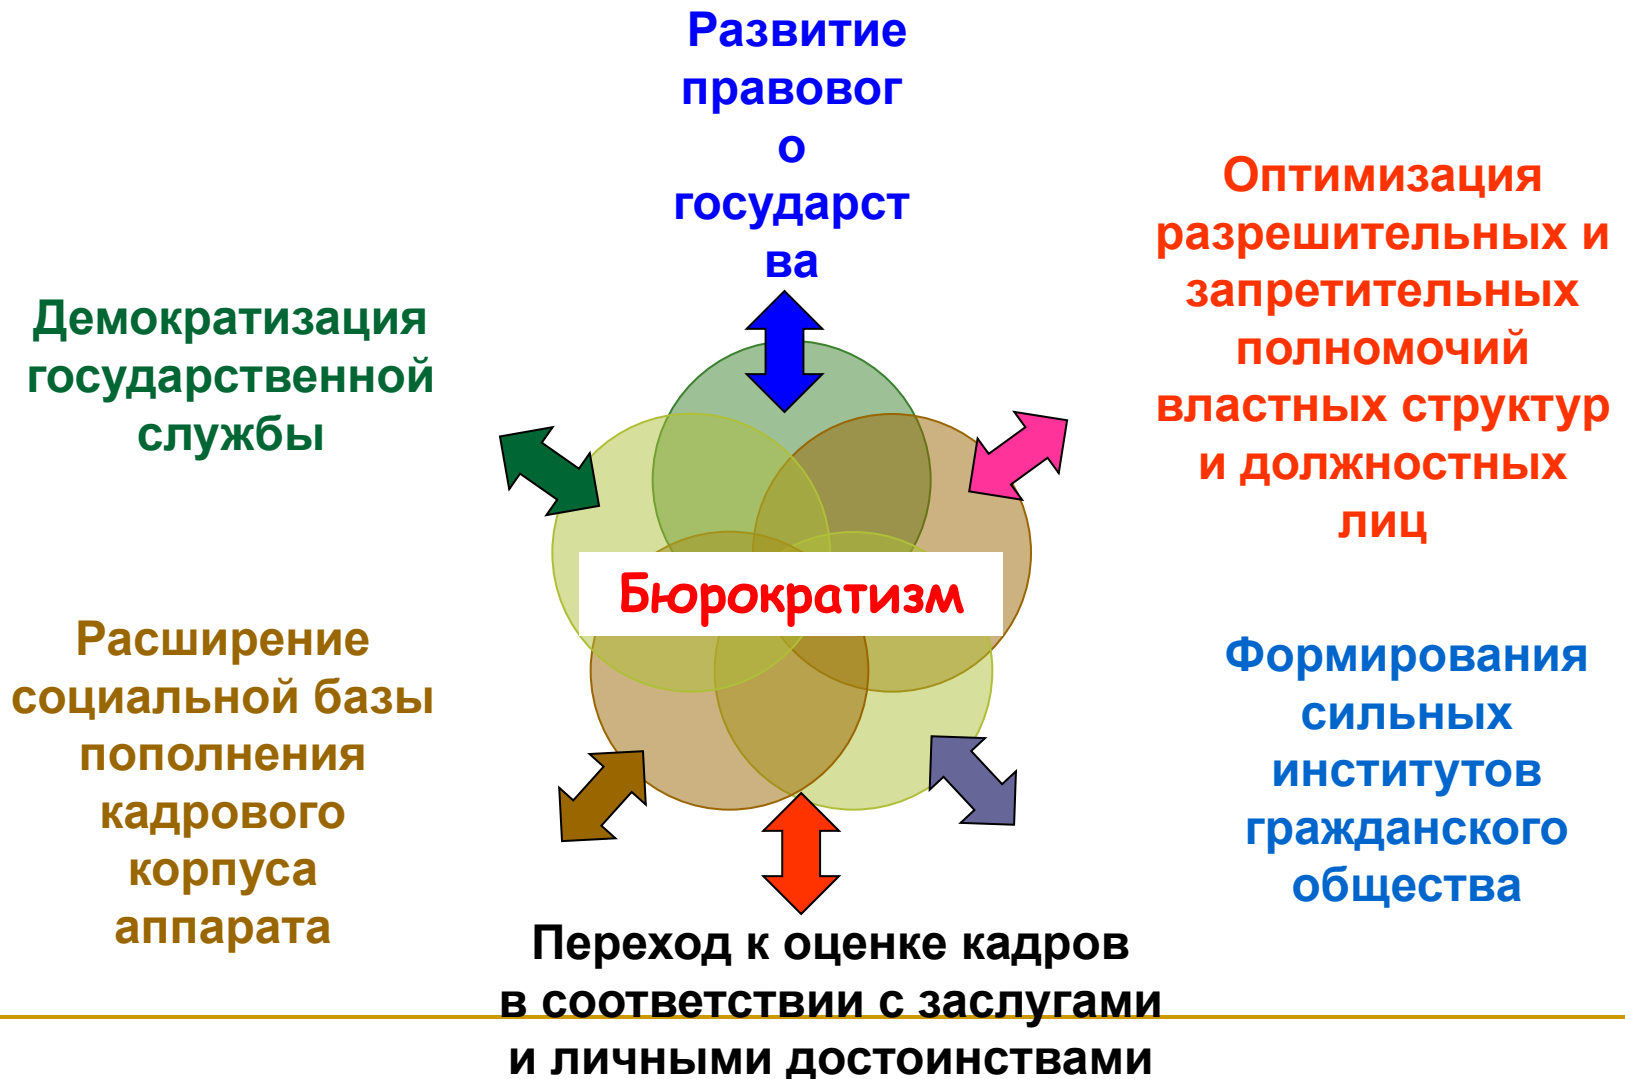 Развитие
правовог
о
государст
ва
Оптимизация
разрешительных и
запретительных
полномочий
властных структур
и должностных
лиц
Демократизация
государственной
службы
Бюрократизм
Расширение
социальной базы
пополнения
кадрового
корпуса
аппарата
Формирования
сильных
институтов
гражданского
общества
Переход к оценке кадров
в соответствии с заслугами
и личными достоинствами